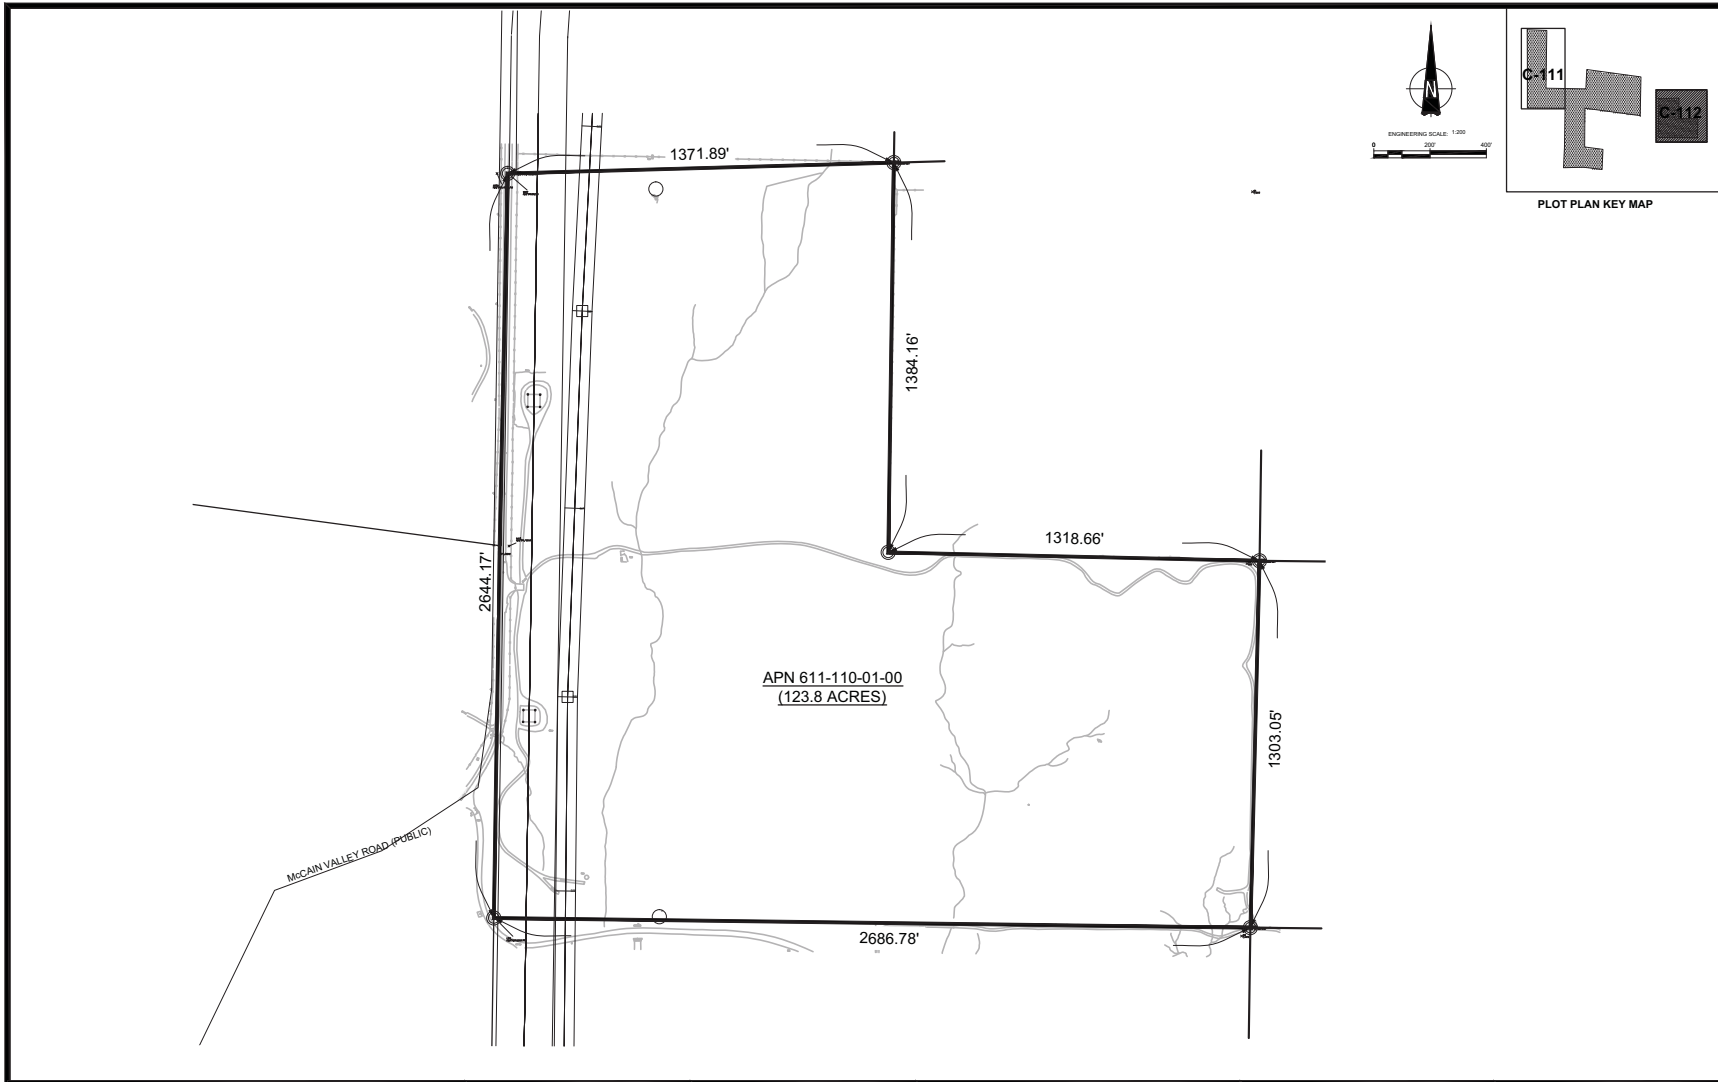 N
ENGINEERING SCALE: 1:200
0 200' 400'
C-111
C-112
PLOT PLAN KEY MAP
1371.89'
1384.16'
1318.66'
2644.17'
APN 611-110-01-00
(123.8 ACRES)
1303.05'
McCAIN VALLEY ROAD (PUBLIC)
2686.78'